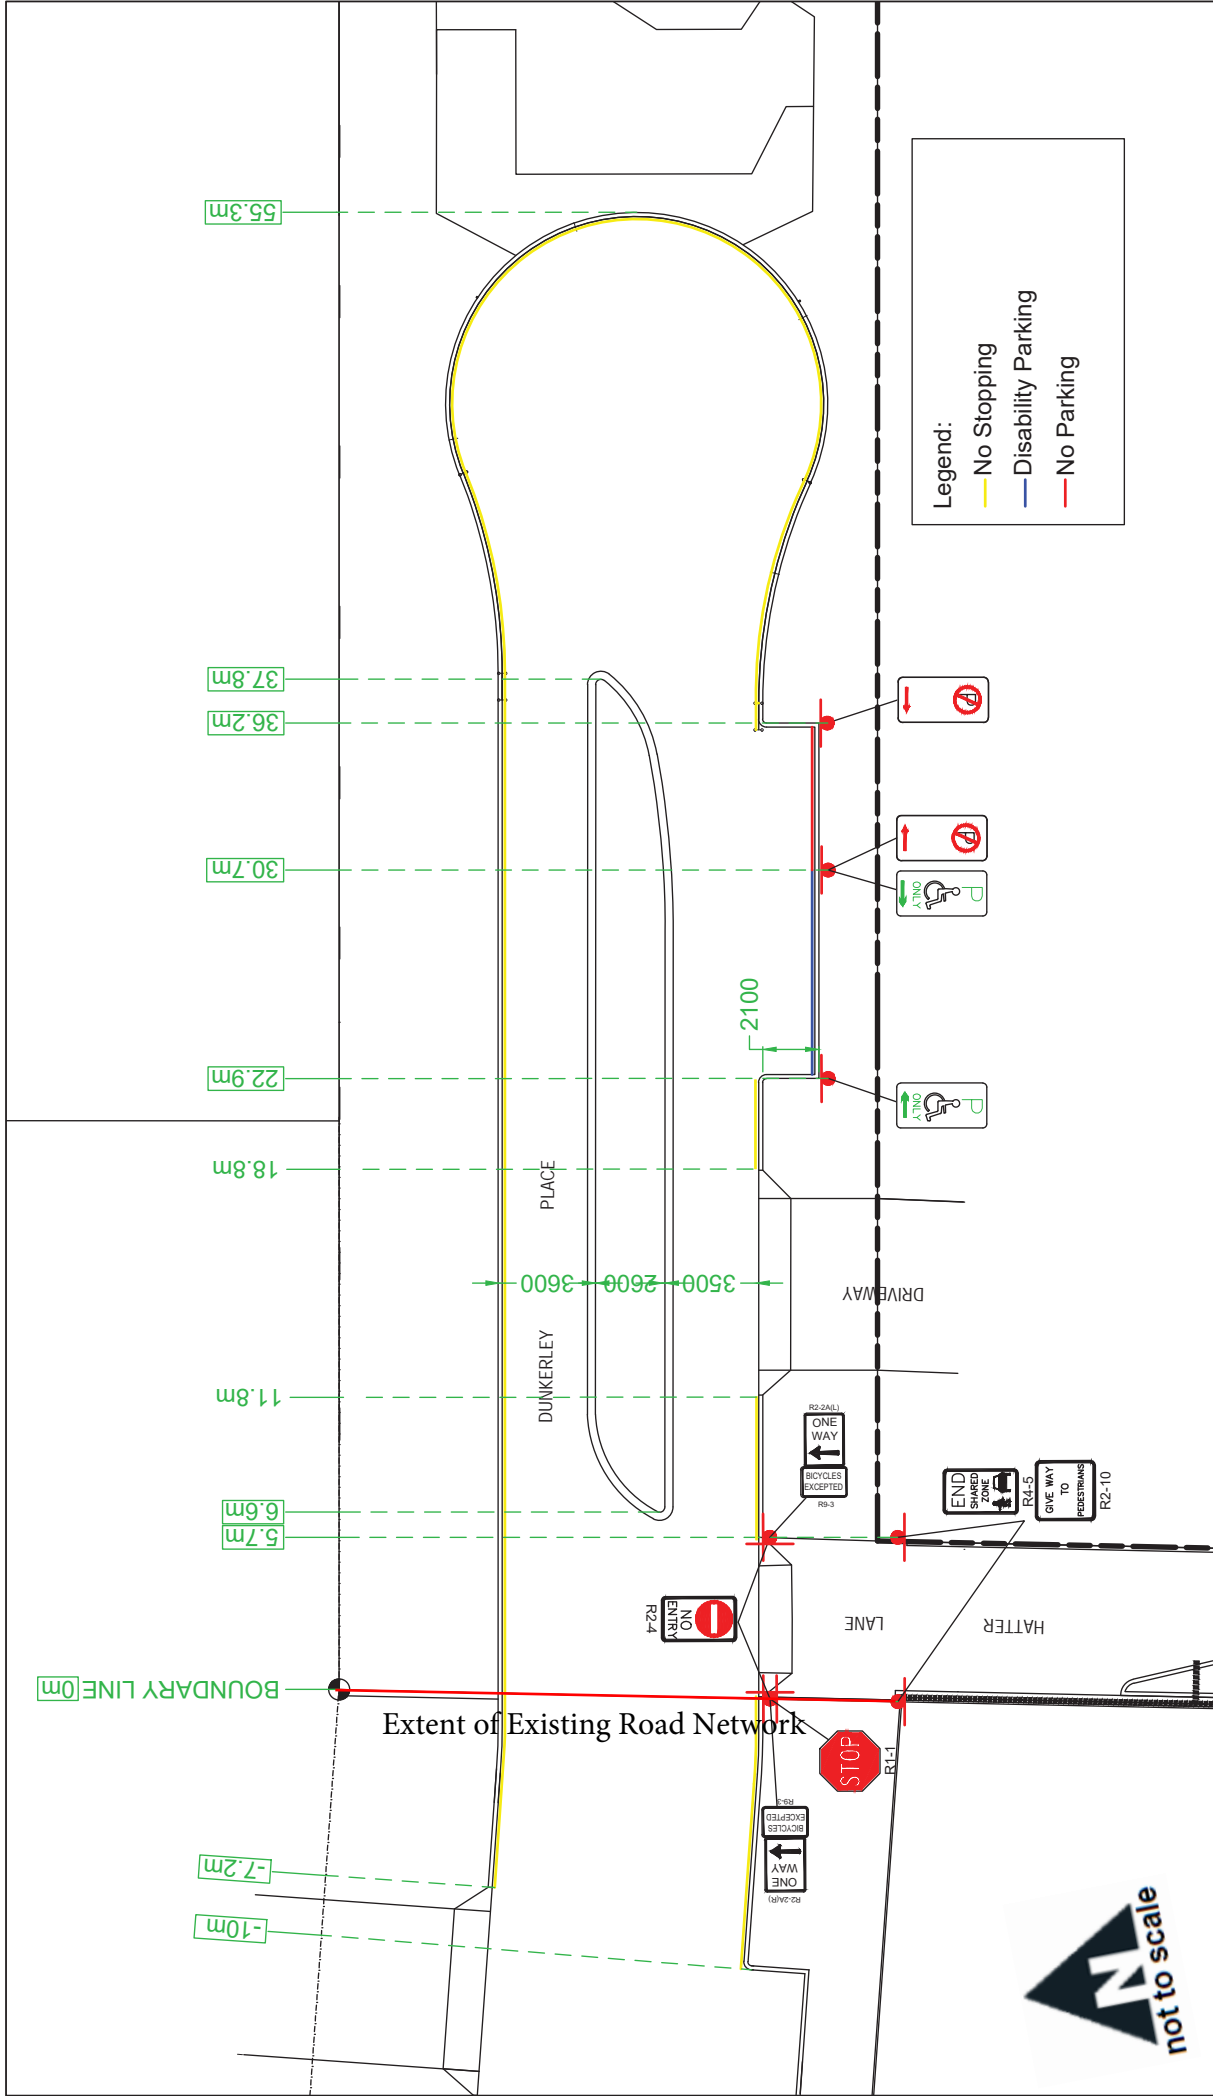 55.3m
37.8m
36.2m
30.7m
22.9m
18.8m
11.8m
6.6m
5.7m
BOUNDARY LINE 0m
-7.2m
-10m
2100
3600
2600
3500
DUNKERLEY PLACE
DRIVEWAY
HATTER
LANE
Extent of Existing Road Network
Legend:
No Stopping
Disability Parking
No Parking
P
P
ONLY
P
ONLY
P
R2-2A(L)
ONE
WAY
BICYCLES
EXCEPTED
R9-3
END
SHARED
ZONE
R4-5
GIVE WAY
TO
PEDESTRIANS
R2-10
NO
ENTRY
R2-4
STOP
R1-1
R9-3
BICYCLES
EXCEPTED
ONE
WAY
R2-2A(R)
N
not to scale